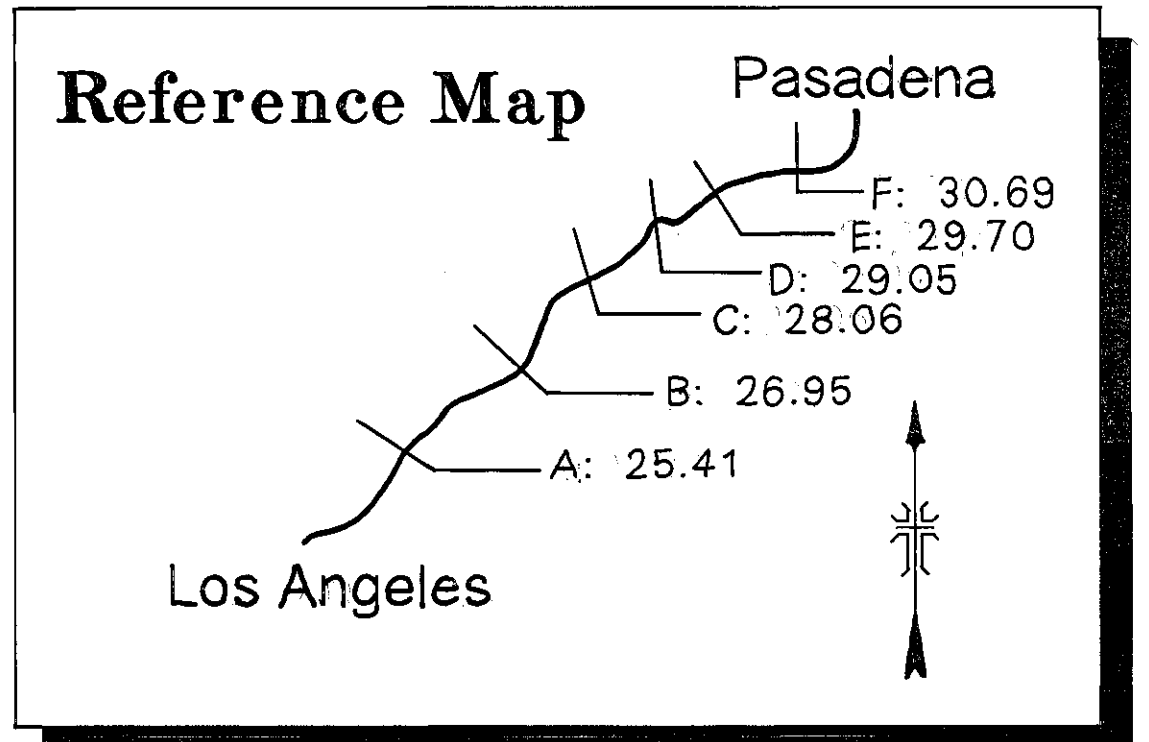 Reference Map
Pasadena
F: 30.69
E: 29.70
D: 29.05
C: 28.06
B: 26.95
A: 25.41
Los Angeles